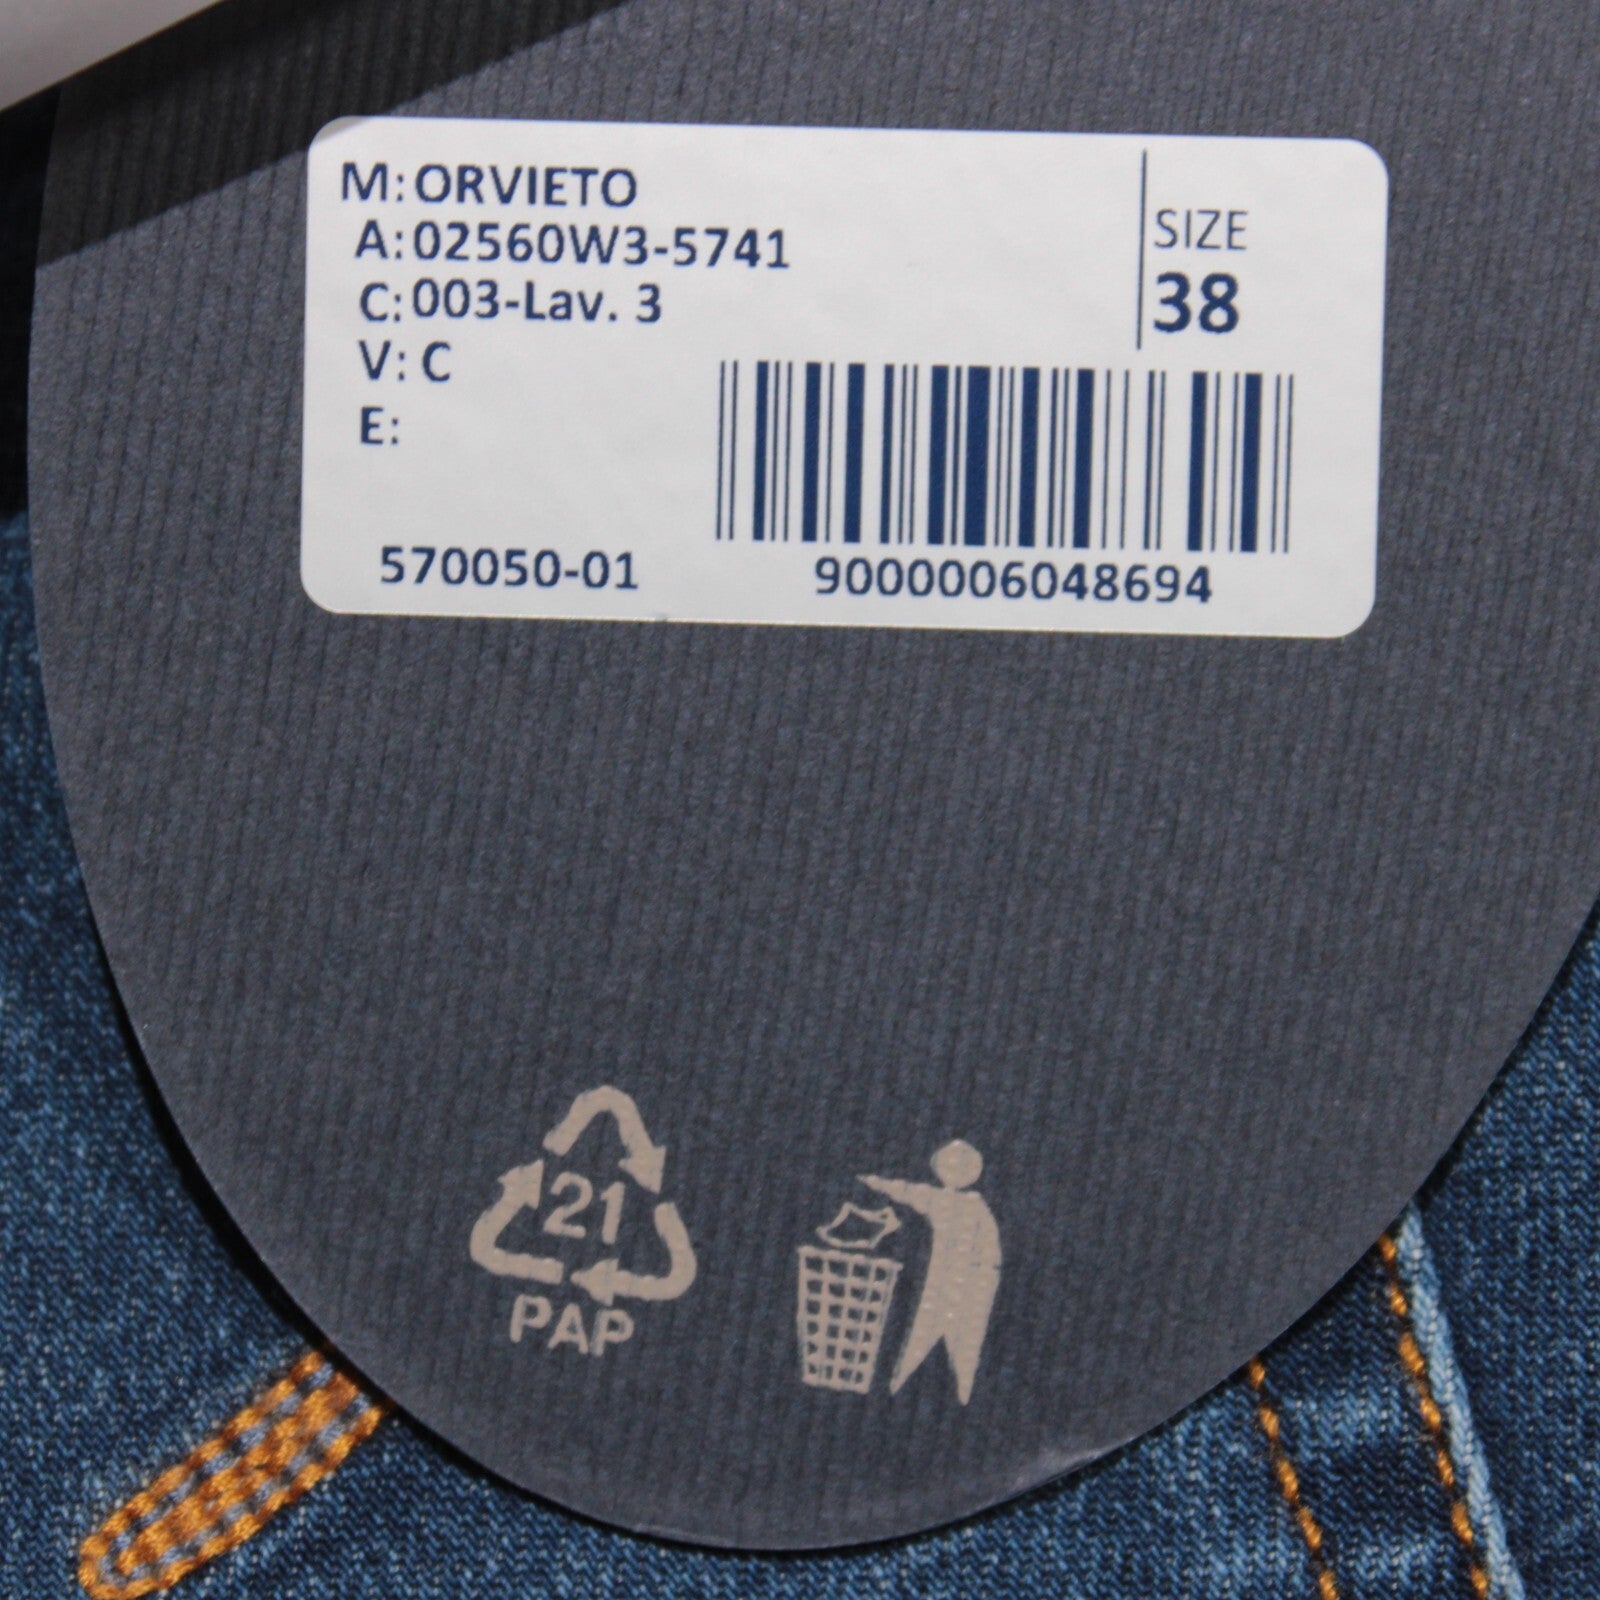 M: ORVIETO
A: 02560W3-5741
C: 003-Lav. 3
V: C
E:
SIZE
38
570050-01
9000006048694
21
PAP